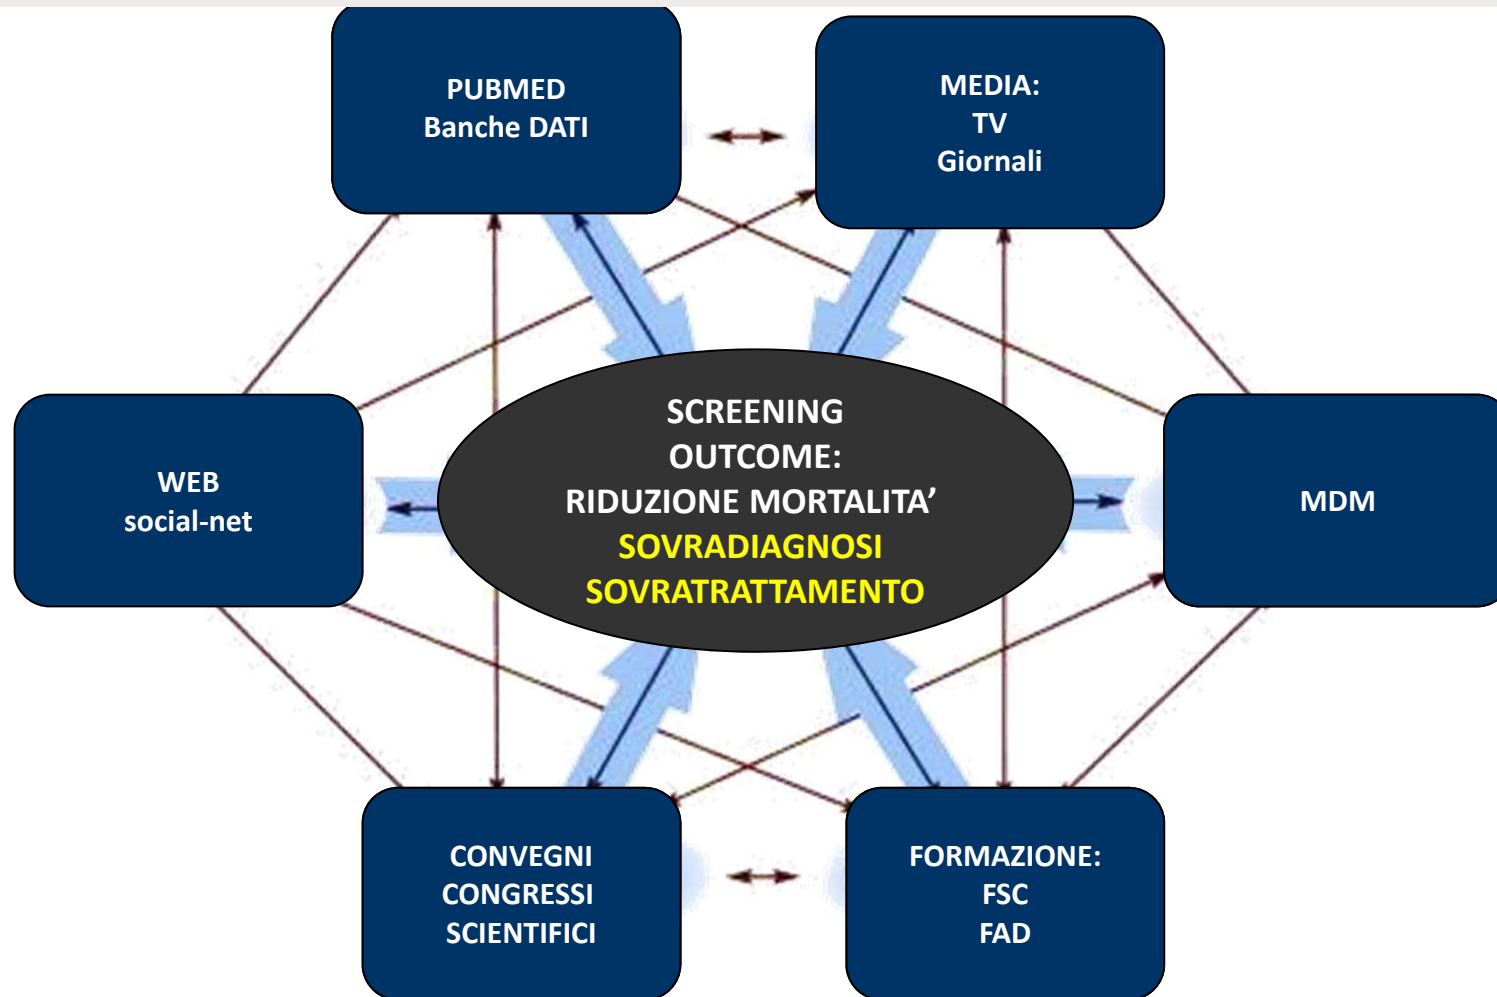 PUBMED
Banche DATI
MEDIA:
TV
Giornali
WEB
social-net
SCREENING
OUTCOME:
RIDUZIONE MORTALITA’
SOVRADIAGNOSI
SOVRATRATTAMENTO
MDM
CONVEGNI
CONGRESSI
SCIENTIFICI
FORMAZIONE:
FSC
FAD